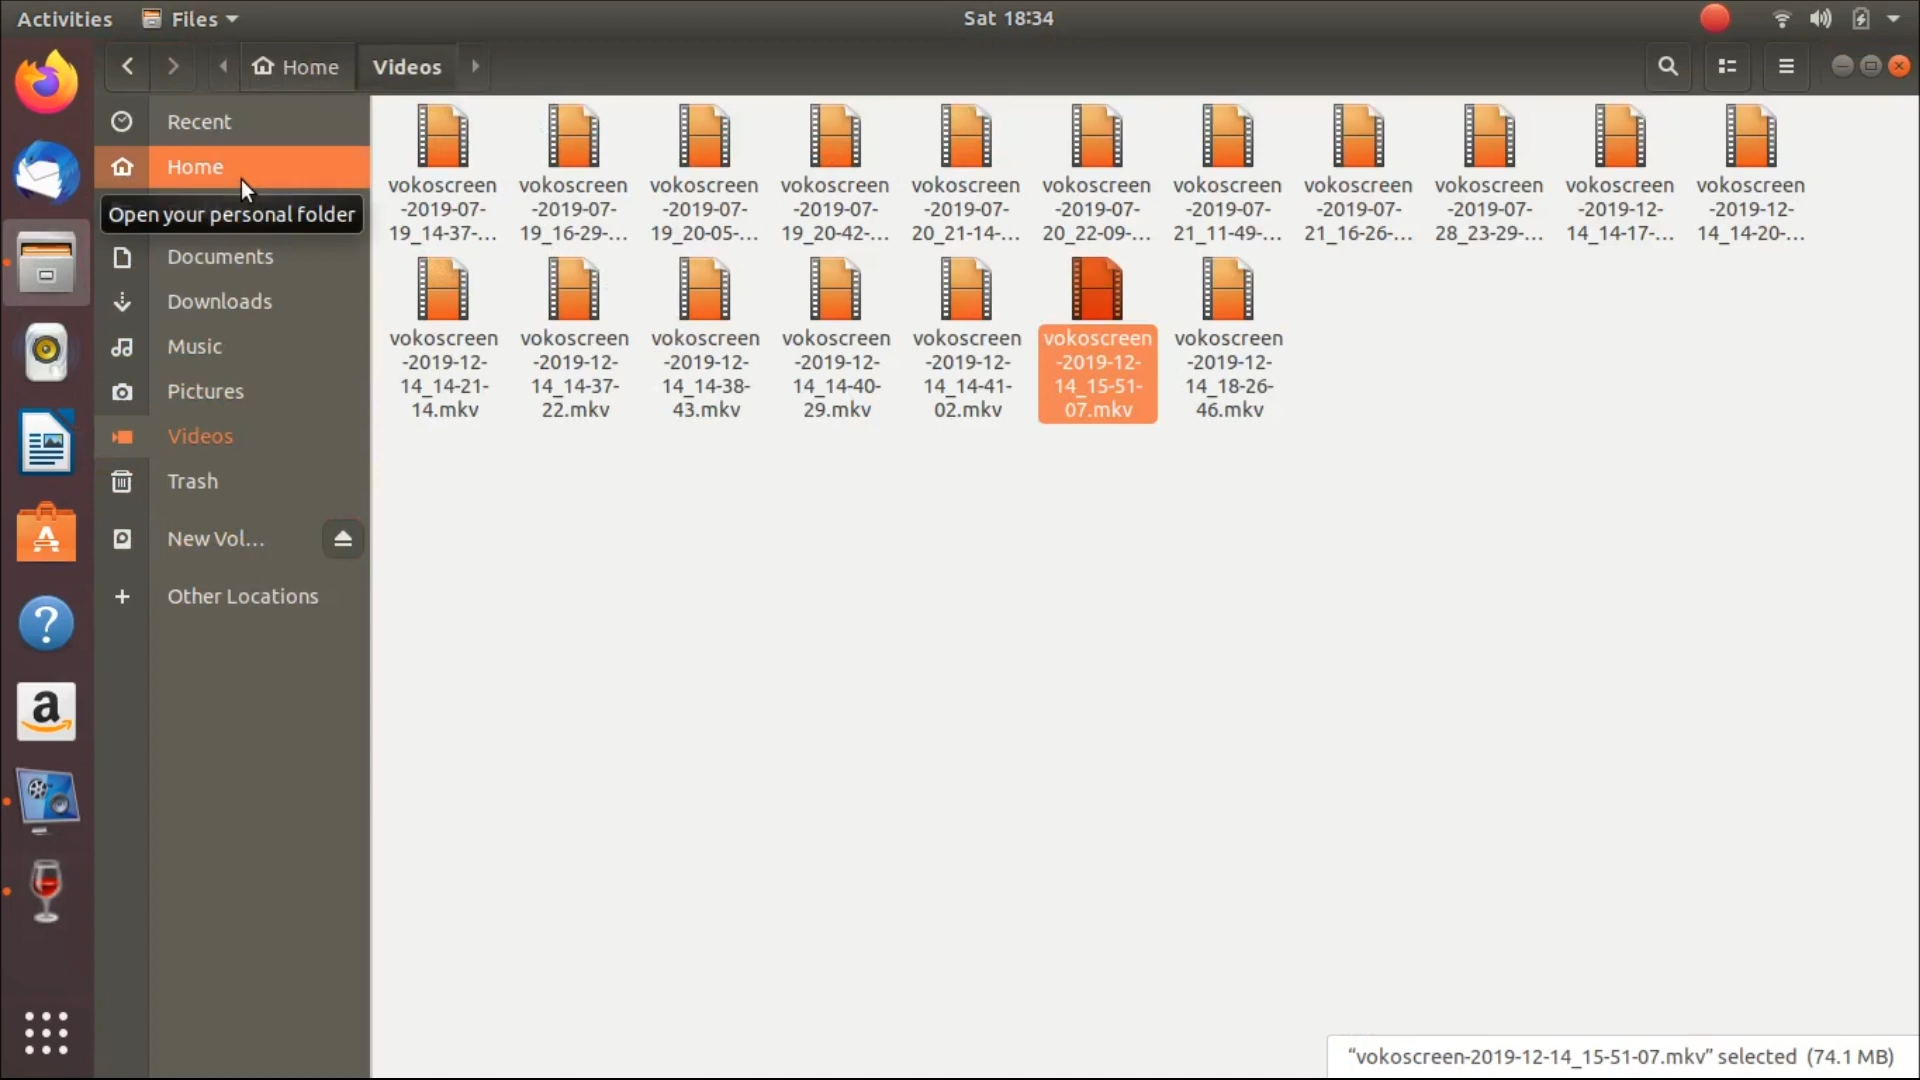 Activities
Files
Sat 18:34
Home
Videos
Recent
Home
Open your personal folder
Documents
Downloads
Music
Pictures
Videos
Trash
New Vol...
Other Locations
vokoscreen
-2019-07-
19_14-37-...
vokoscreen
-2019-07-
19_16-29-...
vokoscreen
-2019-07-
19_20-05-...
vokoscreen
-2019-07-
19_20-42-...
vokoscreen
-2019-07-
20_21-14-...
vokoscreen
-2019-07-
20_22-09-...
vokoscreen
-2019-07-
21_11-49-...
vokoscreen
-2019-07-
21_16-26-...
vokoscreen
-2019-07-
28_23-29-...
vokoscreen
-2019-12-
14_14-17-...
vokoscreen
-2019-12-
14_14-20-...
vokoscreen
-2019-12-
14_14-21-
14.mkv
vokoscreen
-2019-12-
14_14-37-
22.mkv
vokoscreen
-2019-12-
14_14-38-
43.mkv
vokoscreen
-2019-12-
14_14-40-
29.mkv
vokoscreen
-2019-12-
14_14-41-
02.mkv
vokoscreen
-2019-12-
14_15-51-
07.mkv
vokoscreen
-2019-12-
14_18-26-
46.mkv
“vokoscreen-2019-12-14_15-51-07.mkv” selected (74.1 MB)